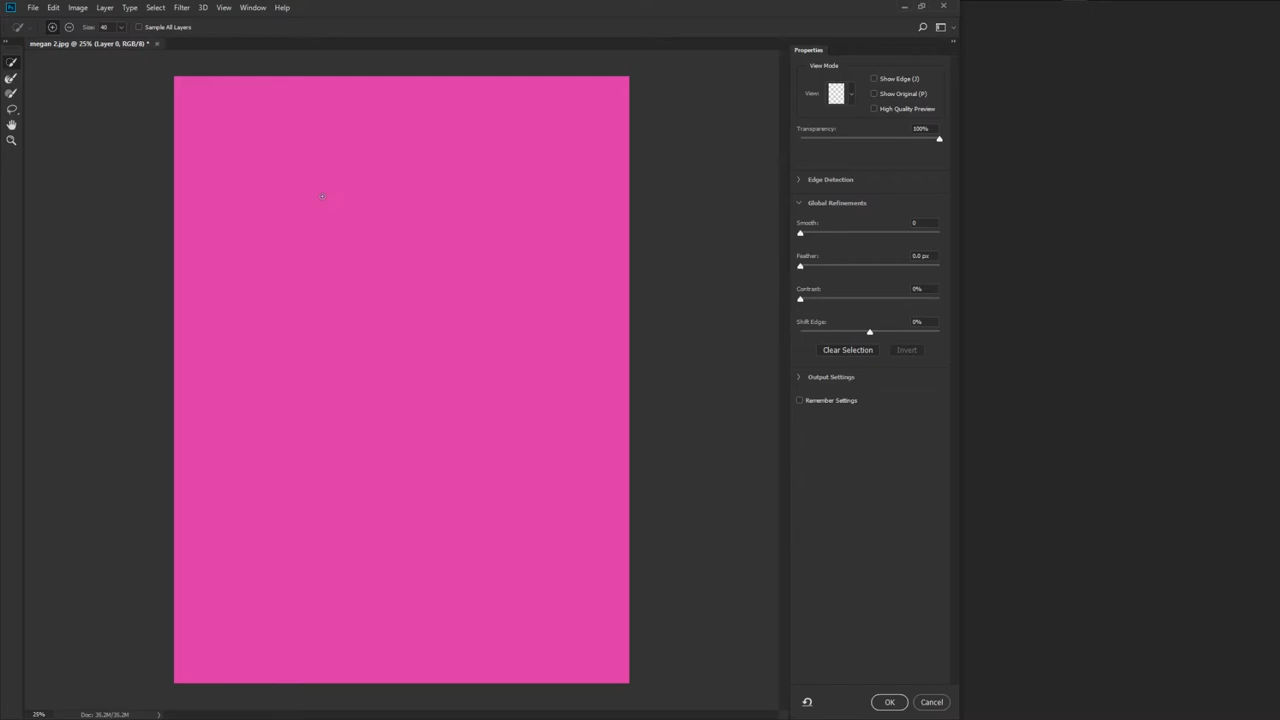 Ps File Edit Image Layer Type Select Filter 3D View Window Help
Size: 40 Sample All Layers
megan 2.jpg @ 25% (Layer 0, RGB/8) * ×
Properties
View Mode
Show Edge (J)
View: Show Original (P)
High Quality Preview
Transparency: 100%
Edge Detection
Global Refinements
Smooth: 0
Feather: 0.0 px
Contrast: 0%
Shift Edge: 0%
Clear Selection Invert
Output Settings
Remember Settings
OK Cancel
25% Doc: 35.2M/35.2M